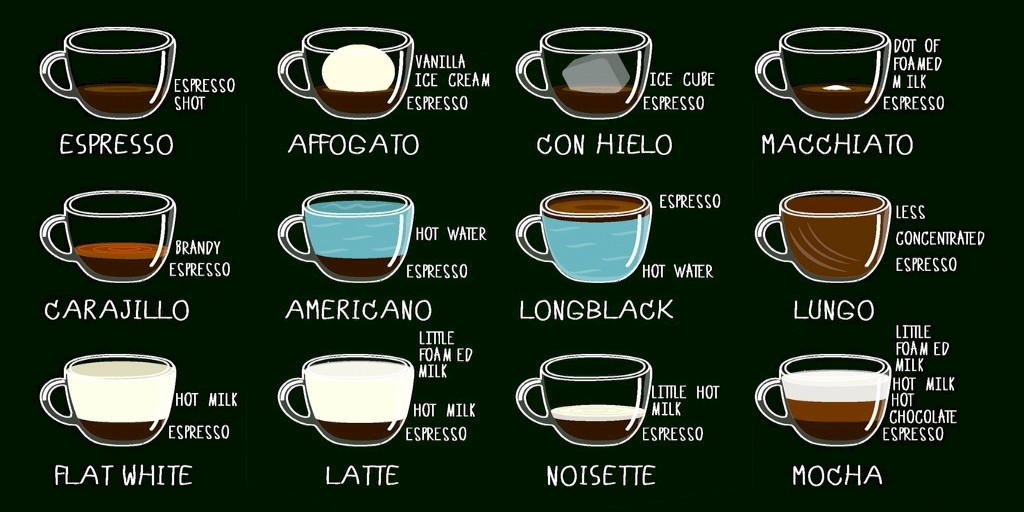 ESPRESSO
SHOT
ESPRESSO
VANILLA
ICE CREAM
ESPRESSO
AFFOGATO
ICE CUBE
ESPRESSO
CON HIELO
DOT OF
FOAMED
MILK
ESPRESSO
MACCHIATO
BRANDY
ESPRESSO
CARAJILLO
HOT WATER
ESPRESSO
AMERICANO
ESPRESSO
HOT WATER
LONGBLACK
LESS
CONCENTRATED
ESPRESSO
LUNGO
HOT MILK
ESPRESSO
FLAT WHITE
LITTLE
FOAMED
MILK
HOT MILK
ESPRESSO
LATTE
LITTLE HOT
MILK
ESPRESSO
NOISETTE
LITTLE
FOAMED
MILK
HOT MILK
HOT
CHOCOLATE
ESPRESSO
MOCHA